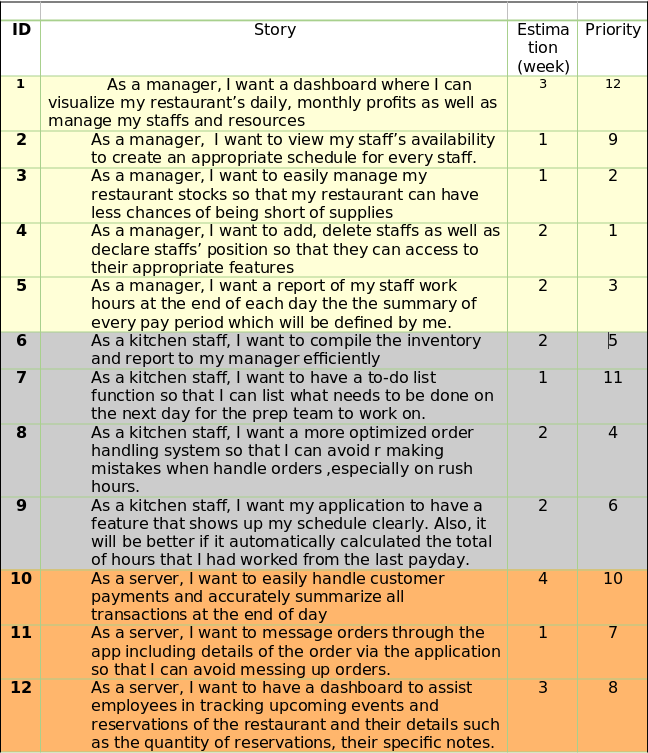 ID Story Estima Priority
tion
(week)
1 As a manager, I want a dashboard where I can 3 12
visualize my restaurant’s daily, monthly profits as well as
manage my staffs and resources
2 As a manager, I want to view my staff’s availability 1 9
to create an appropriate schedule for every staff.
3 As a manager, I want to easily manage my 1 2
restaurant stocks so that my restaurant can have
less chances of being short of supplies
4 As a manager, I want to add, delete staffs as well as 2 1
declare staffs’ position so that they can access to
their appropriate features
5 As a manager, I want a report of my staff work 2 3
hours at the end of each day the the summary of
every pay period which will be defined by me.
6 As a kitchen staff, I want to compile the inventory 2 5
and report to my manager efficiently
7 As a kitchen staff, I want to have a to-do list 1 11
function so that I can list what needs to be done on
the next day for the prep team to work on.
8 As a kitchen staff, I want a more optimized order 2 4
handling system so that I can avoid r making
mistakes when handle orders ,especially on rush
hours.
9 As a kitchen staff, I want my application to have a 2 6
feature that shows up my schedule clearly. Also, it
will be better if it automatically calculated the total
of hours that I had worked from the last payday.
10 As a server, I want to easily handle customer 4 10
payments and accurately summarize all
transactions at the end of day
11 As a server, I want to message orders through the 1 7
app including details of the order via the application
so that I can avoid messing up orders.
12 As a server, I want to have a dashboard to assist 3 8
employees in tracking upcoming events and
reservations of the restaurant and their details such
as the quantity of reservations, their specific notes.